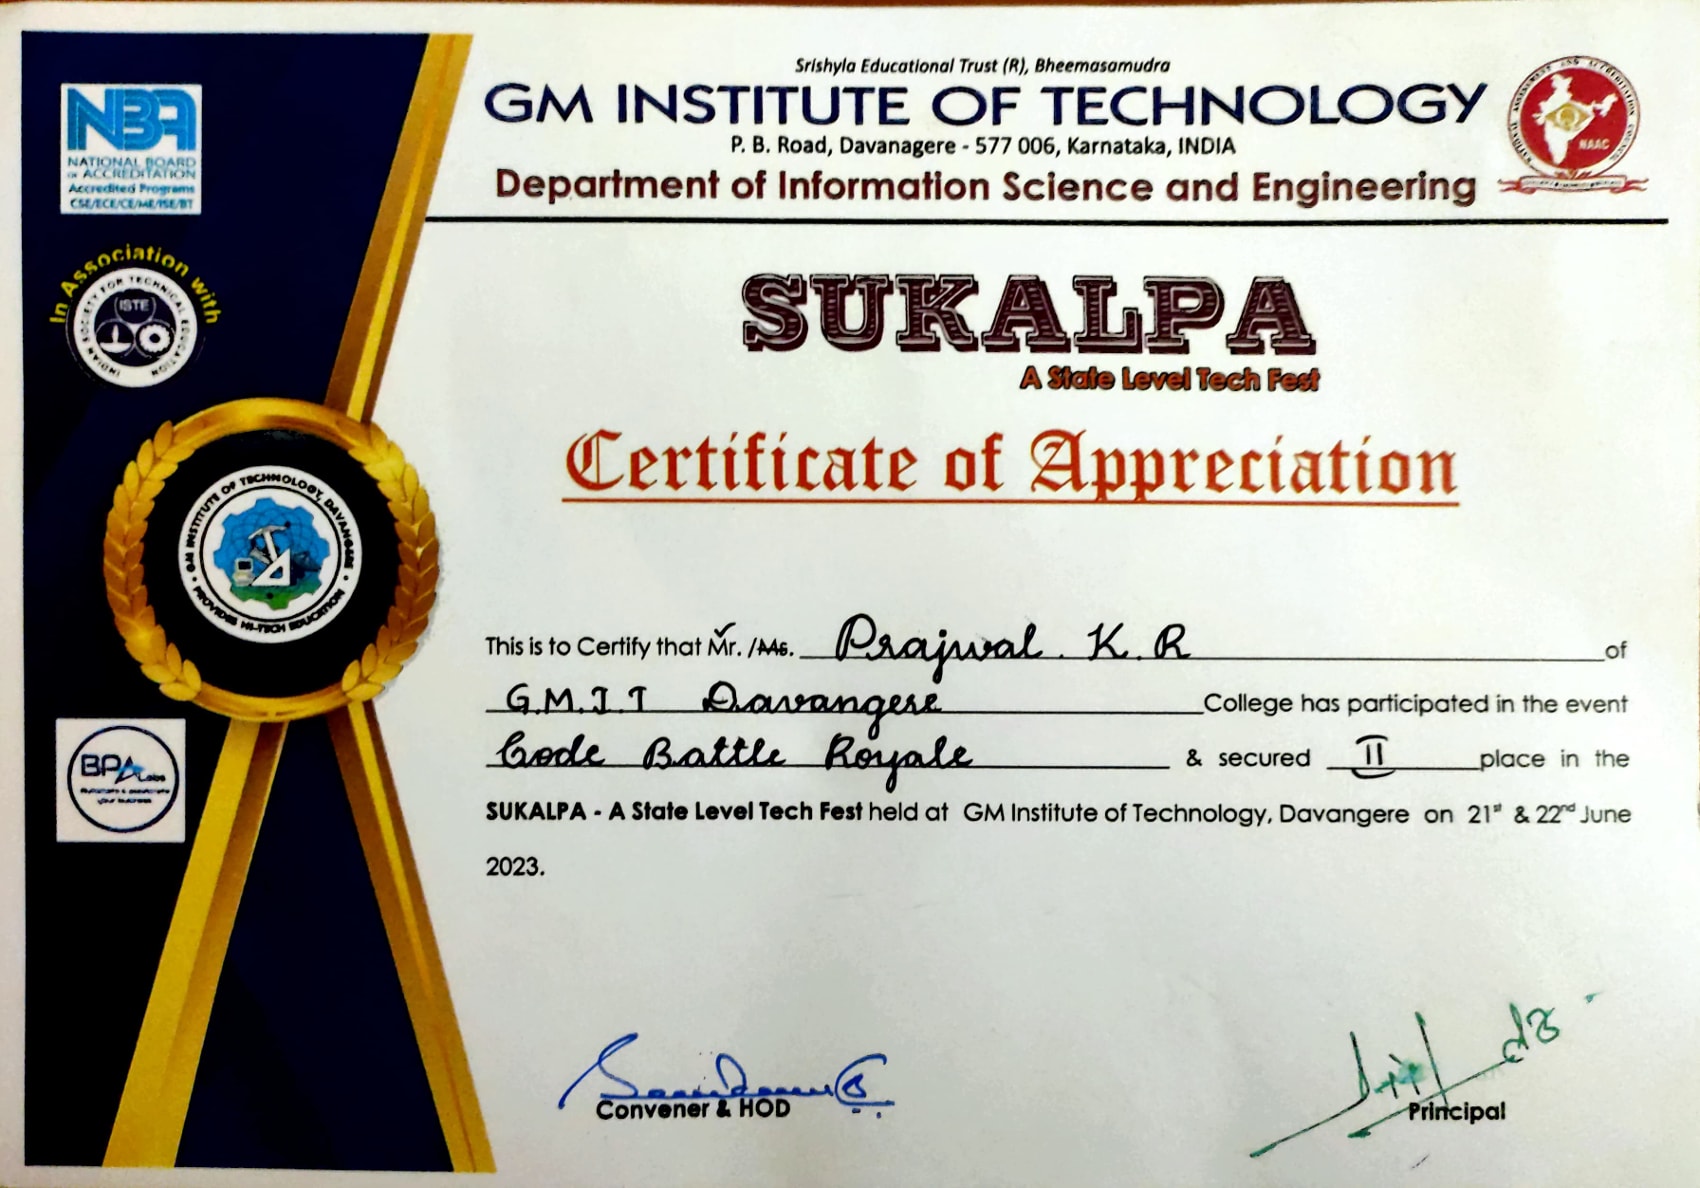 Srishyla Educational Trust (R), Bheemasamudra
GM INSTITUTE OF TECHNOLOGY
P. B. Road, Davanagere - 577 006, Karnataka, INDIA
Department of Information Science and Engineering
NBA
NATIONAL BOARD
OF ACCREDITATION
Accredited Programs
CSE/ECE/CE/ME/ISE/BT
NAAC
In Association with
INDIAN SOCIETY FOR TECHNICAL EDUCATION
ISTE
SUKALPA
A State Level Tech Fest
Certificate of Appreciation
GM INSTITUTE OF TECHNOLOGY, DAVANGERE
PROVIDES HI-TECH EDUCATION
This is to Certify that Mr. /Ms. Prajwal. K. R of
G.M.I.T Davangere College has participated in the event
Code Battle Royale & secured II place in the
SUKALPA - A State Level Tech Fest held at GM Institute of Technology, Davangere on 21st & 22nd June
2023.
BPA Labs
your business
Convener & HOD
Principal